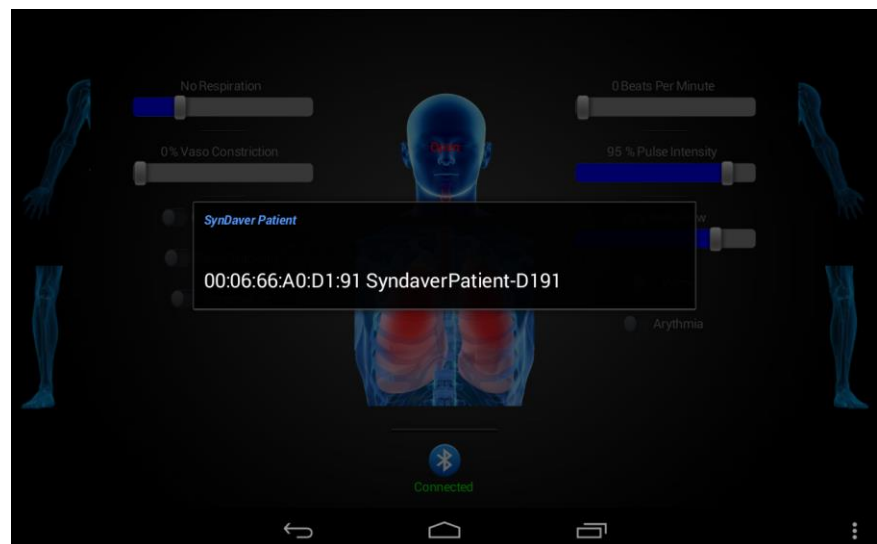 No Respiration
0 Beats Per Minute
0 % Vaso Constriction
95 % Pulse Intensity
SynDaver Patient
00:06:66:A0:D1:91 SyndaverPatient-D191
Arythmia
Connected